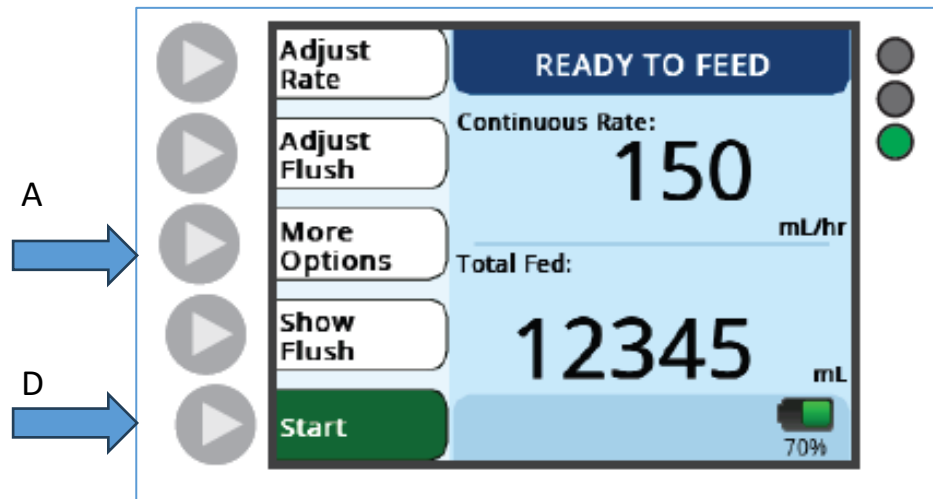 A
D
Adjust
Rate
Adjust
Flush
More
Options
Show
Flush
Start
READY TO FEED
Continuous Rate:
150
mL/hr
Total Fed:
12345
mL
70%